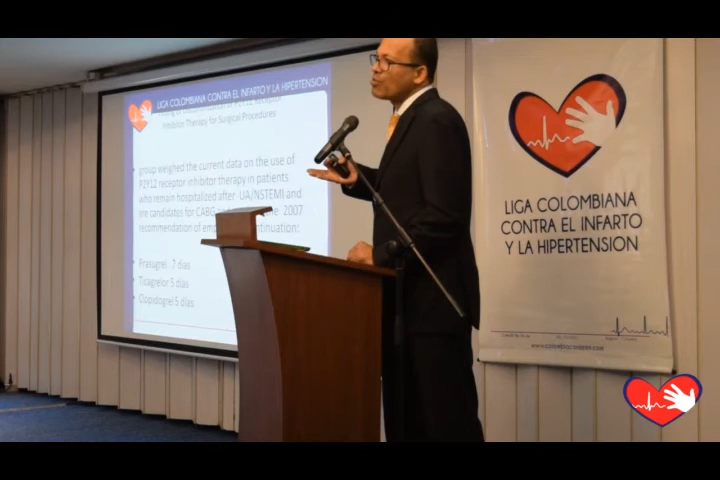 LIGA COLOMBIANA CONTRA EL INFARTO Y LA HIPERTENSION
Inhibitor Therapy for Surgical Procedures
group weighed the current data on the use of
P2Y12 receptor inhibitor therapy in patients
who remain hospitalized after UA/NSTEMI and
are candidates for CABG
2007
recommendation of
Prasugrel 7 dias
Ticagrelor 5 dias
Clopidogrel 5 dias
LIGA COLOMBIANA
CONTRA EL INFARTO
Y LA HIPERTENSION